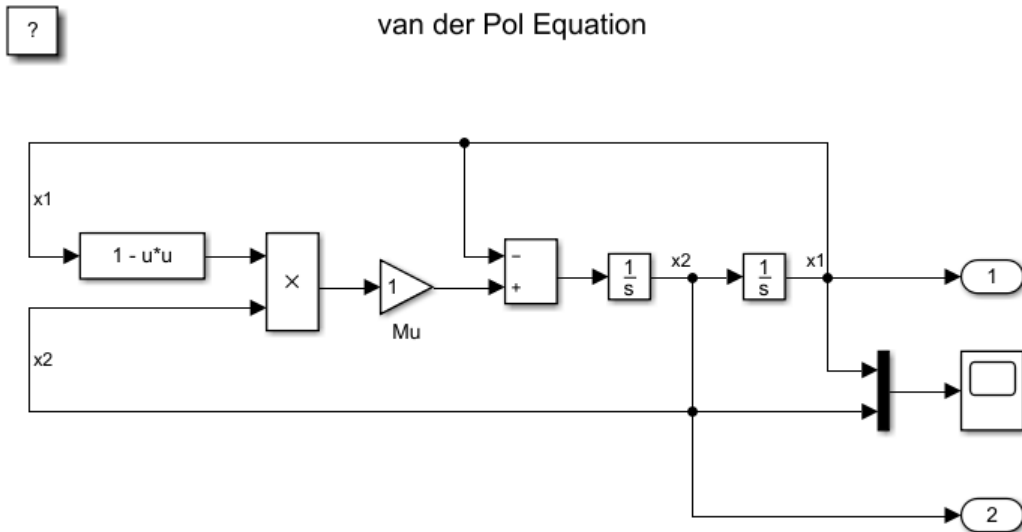 ?
van der Pol Equation
x1
1 - u*u
×
1
Mu
−
+
1
s
x2
1
s
x1
1
x2
2